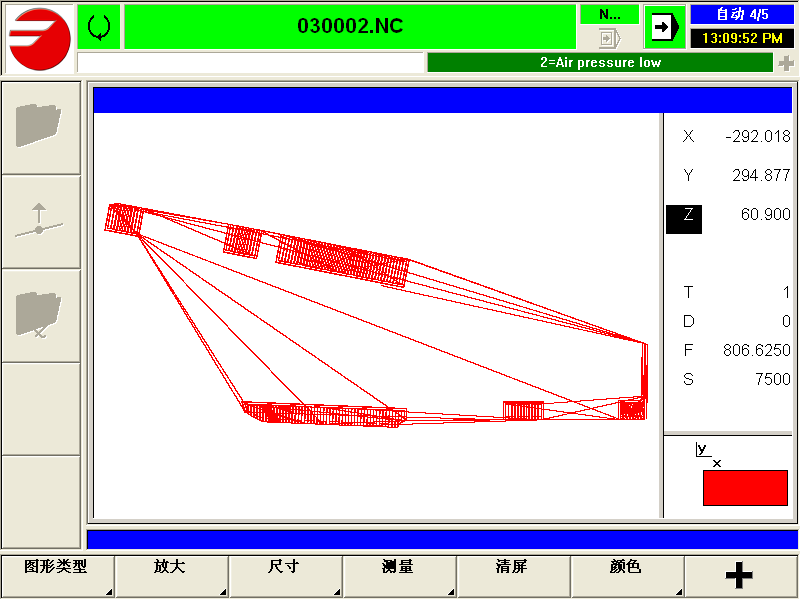 030002.NC
N...
自动 4/5
13:09:52 PM
2=Air pressure low
X -292.018
Y 294.877
Z 60.900
T 1
D 0
F 806.6250
S 7500
y
x
图形类型 放大 尺寸 测量 清屏 颜色